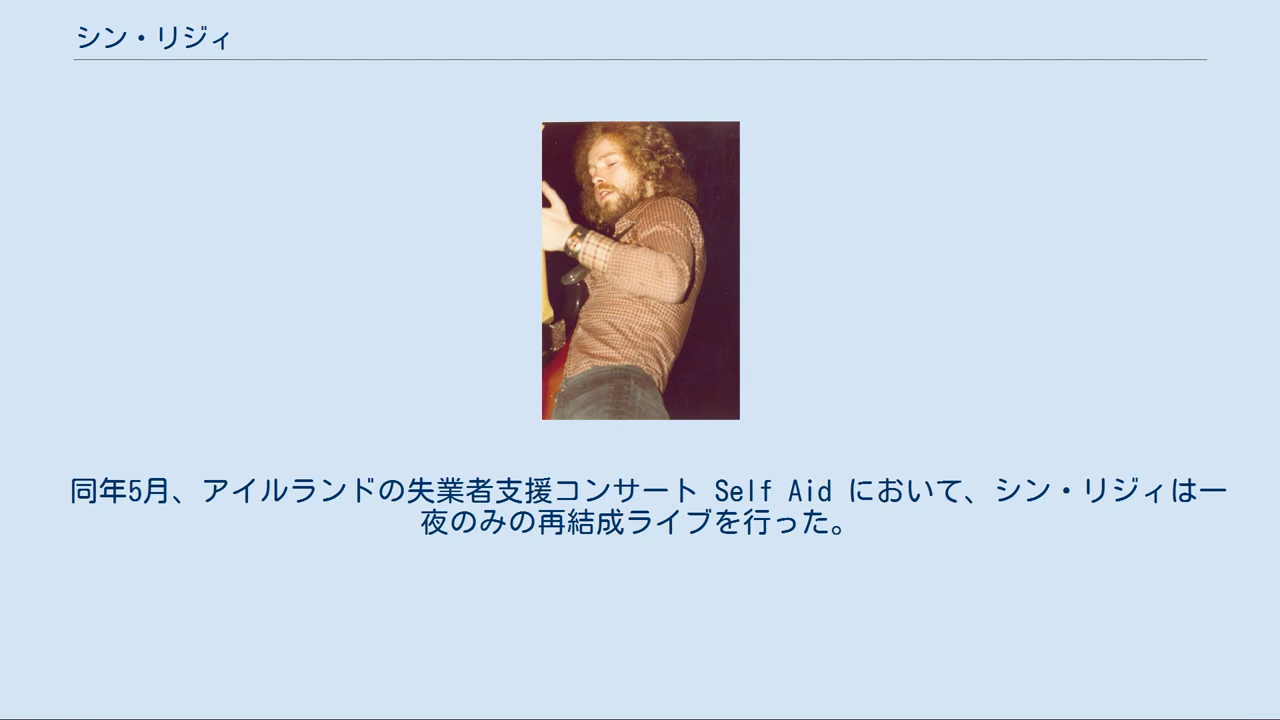 シン・リジィ
同年5月、アイルランドの失業者支援コンサート Self Aid において、シン・リジィは一
夜のみの再結成ライブを行った。